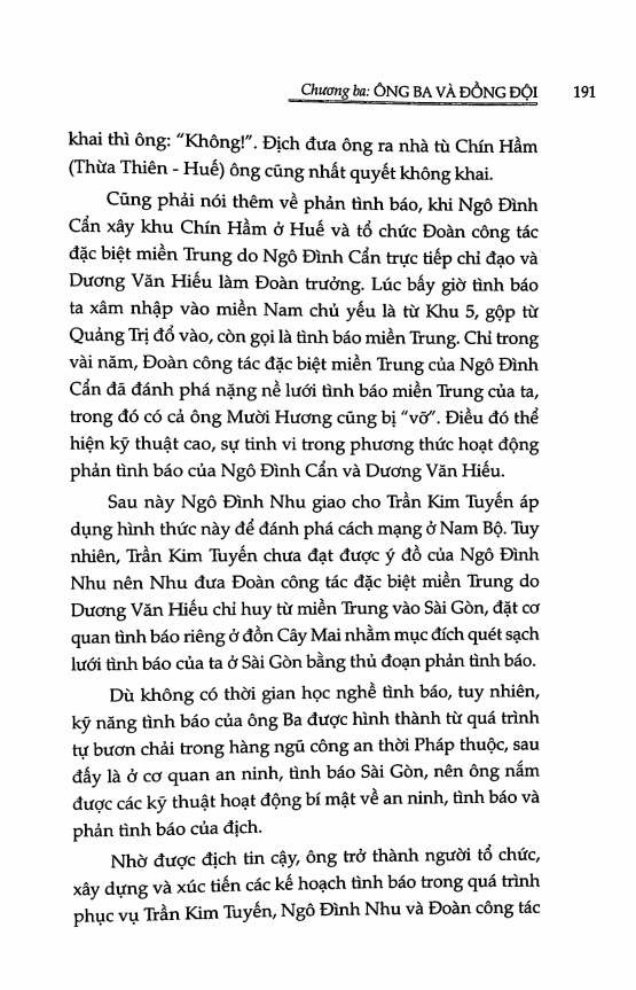 Chương ba: ÔNG BA VÀ ĐỒNG ĐỘI 191
khai thì ông: “Không!”. Địch đưa ông ra nhà tù Chín Hầm
(Thừa Thiên - Huế) ông cũng nhất quyết không khai.
Cũng phải nói thêm về phản tình báo, khi Ngô Đình
Cẩn xây khu Chín Hầm ở Huế và tổ chức Đoàn công tác
đặc biệt miền Trung do Ngô Đình Cẩn trực tiếp chỉ đạo và
Dương Văn Hiếu làm Đoàn trưởng. Lúc bấy giờ tình báo
ta xâm nhập vào miền Nam chủ yếu là từ Khu 5, gộp từ
Quảng Trị đổ vào, còn gọi là tình báo miền Trung. Chỉ trong
vài năm, Đoàn công tác đặc biệt miền Trung của Ngô Đình
Cẩn đã đánh phá nặng nề lưới tình báo miền Trung của ta,
trong đó có cả ông Mười Hương cũng bị “vỡ”. Điều đó thể
hiện kỹ thuật cao, sự tinh vi trong phương thức hoạt động
phản tình báo của Ngô Đình Cẩn và Dương Văn Hiếu.
Sau này Ngô Đình Nhu giao cho Trần Kim Tuyến áp
dụng hình thức này để đánh phá cách mạng ở Nam Bộ. Tuy
nhiên, Trần Kim Tuyến chưa đạt được ý đồ của Ngô Đình
Nhu nên Nhu đưa Đoàn công tác đặc biệt miền Trung do
Dương Văn Hiếu chỉ huy từ miền Trung vào Sài Gòn, đặt cơ
quan tình báo riêng ở đồn Cây Mai nhằm mục đích quét sạch
lưới tình báo của ta ở Sài Gòn bằng thủ đoạn phản tình báo.
Dù không có thời gian học nghề tình báo, tuy nhiên,
kỹ năng tình báo của ông Ba được hình thành từ quá trình
tự bươn chải trong hàng ngũ công an thời Pháp thuộc, sau
đấy là ở cơ quan an ninh, tình báo Sài Gòn, nên ông nắm
được các kỹ thuật hoạt động bí mật về an ninh, tình báo và
phản tình báo của địch.
Nhờ được địch tin cậy, ông trở thành người tổ chức,
xây dựng và xúc tiến các kế hoạch tình báo trong quá trình
phục vụ Trần Kim Tuyến, Ngô Đình Nhu và Đoàn công tác